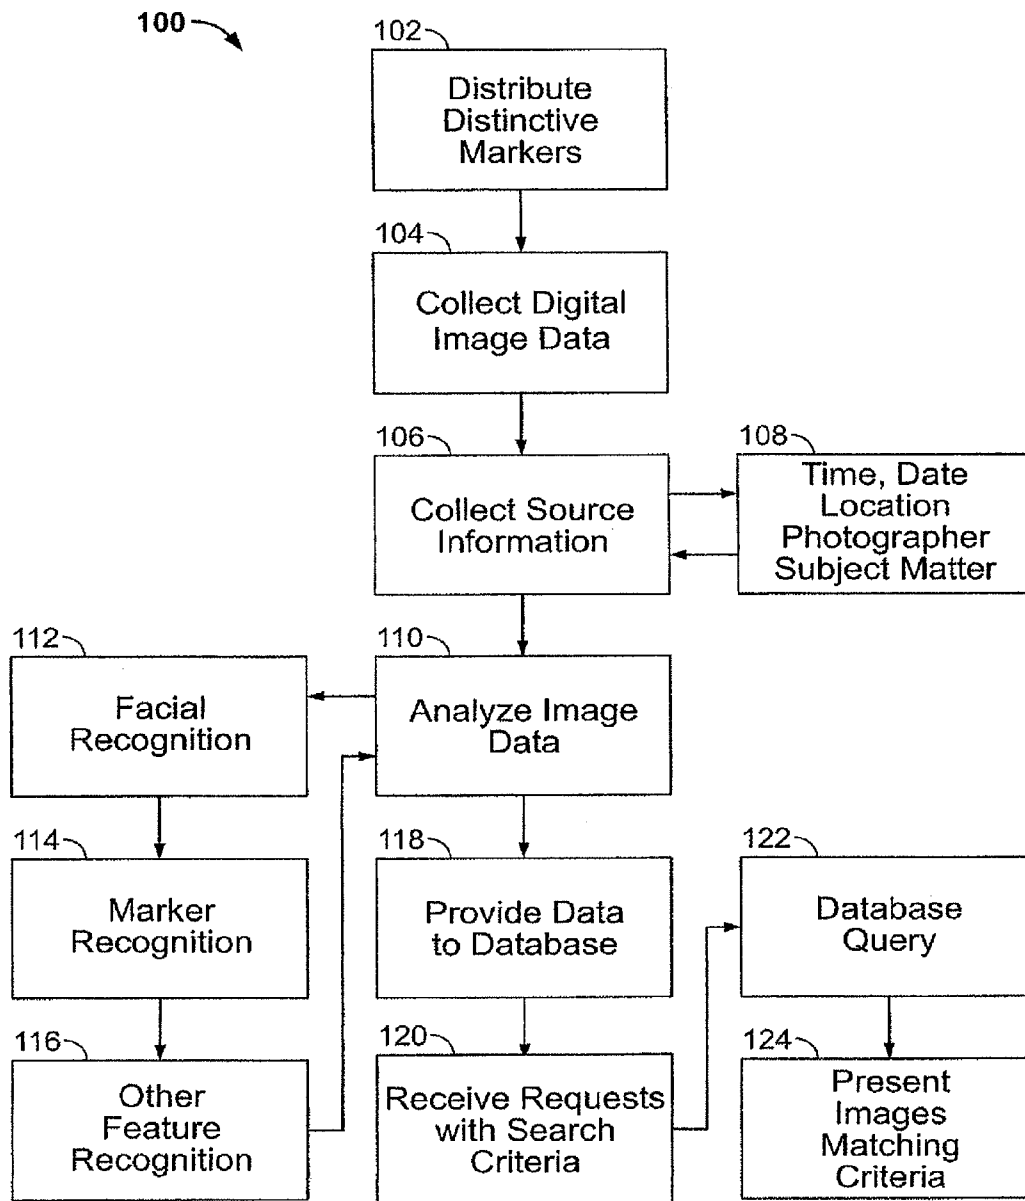 100
102
Distribute
Distinctive
Markers
104
Collect Digital
Image Data
106
Collect Source
Information
108
Time, Date
Location
Photographer
Subject Matter
110
Analyze Image
Data
112
Facial
Recognition
114
Marker
Recognition
116
Other
Feature
Recognition
118
Provide Data
to Database
120
Receive Requests
with Search
Criteria
122
Database
Query
124
Present
Images
Matching
Criteria